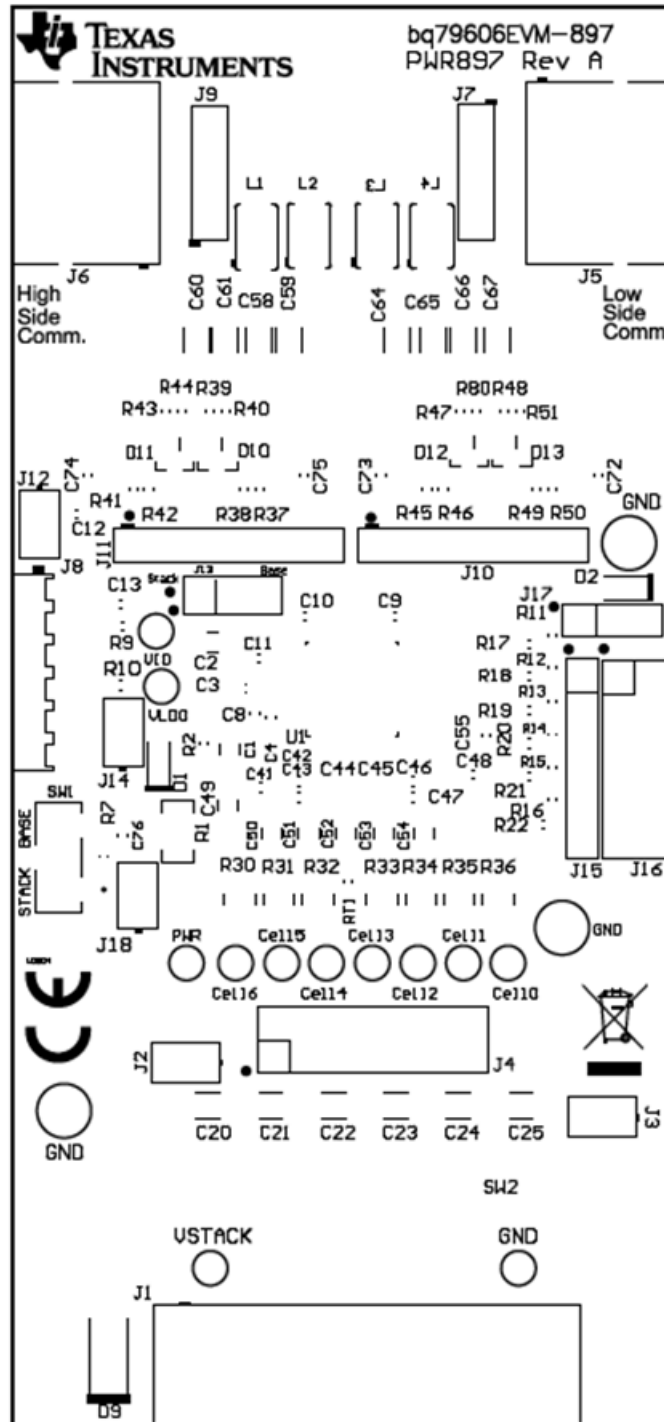 TEXAS INSTRUMENTS
bq79606EVM-897
PWR897 Rev A
J9
J7
L1 L2 L3 L4
J6
J5
High
Side
Comm.
Low
Side
Comm.
C60 C61 C58 C59 C64 C65 C66 C67
R44 R39 R80 R48
R43 R40 R47 R51
D11 D10 D12 D13
C74 C75 C73 C72
J12
R41
C12
GND
R42 R38 R37 R45 R46 R49 R50
J8
J11
J10
Stack J13 Base
D2
J17
C13
C10
C9
R11
R9
VIO
C2
C11
R17
R12
R10
C3
R18
R13
VLDO
C8
R19
R14
R2
C1
C4
U1
C42
C55
R20
J14
D1
C41
C43
C44
C45
C46
C48
R15
SW1
C49
C47
R21
R16
BASE
R7
C76
R1
C50
C51
C52
C53
C54
R22
STACK
R30 R31 R32 R33 R34 R35 R36
J15
J16
RT1
J18
PWR
Cell5
Cell3
Cell1
GND
Cell6
Cell4
Cell2
Cell0
J2
J4
J3
C20 C21 C22 C23 C24 C25
GND
SW2
VSTACK
GND
J1
D9